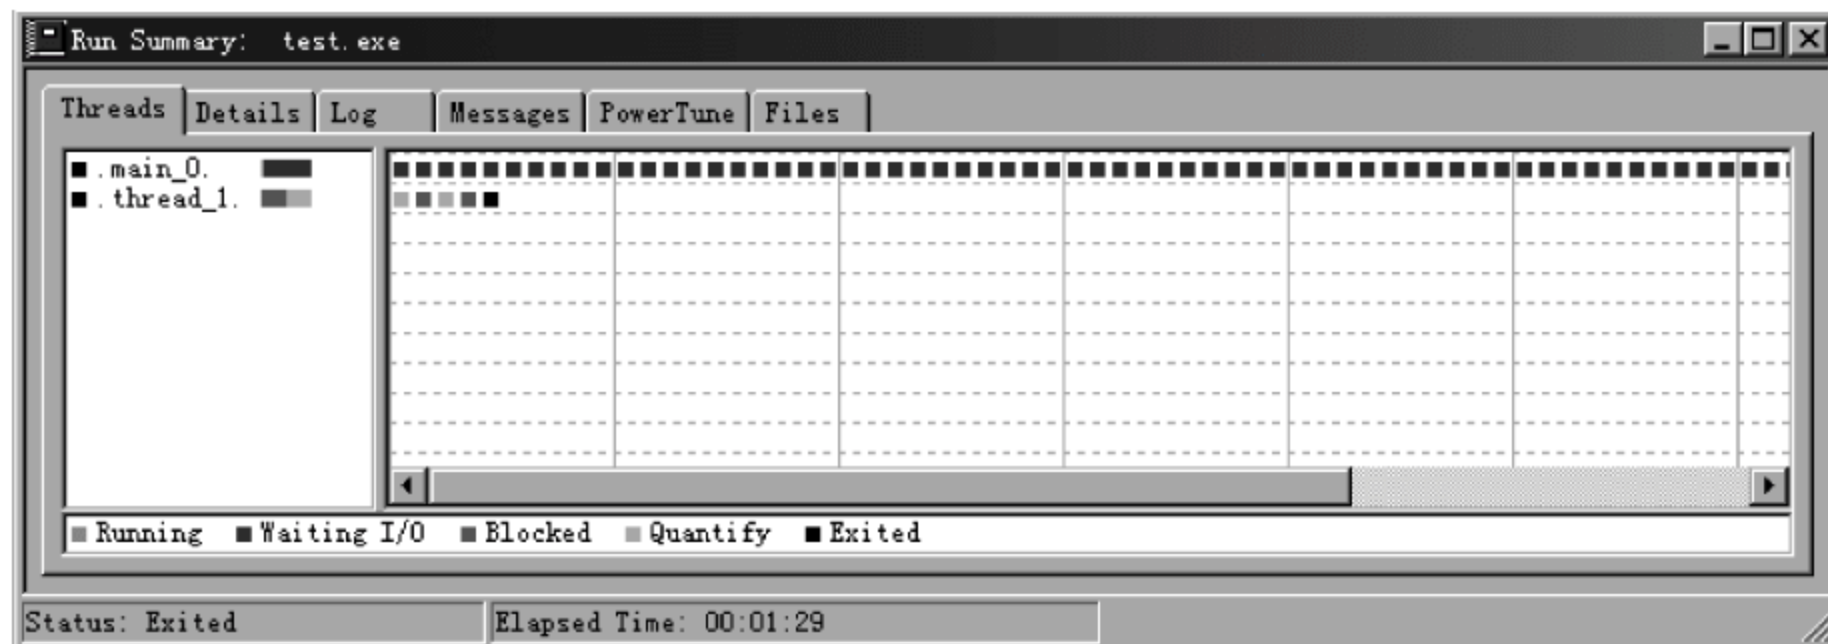 Run Summary: test.exe
Threads Details Log Messages PowerTune Files
.main_0.
.thread_1.
Running Waiting I/O Blocked Quantify Exited
Status: Exited Elapsed Time: 00:01:29